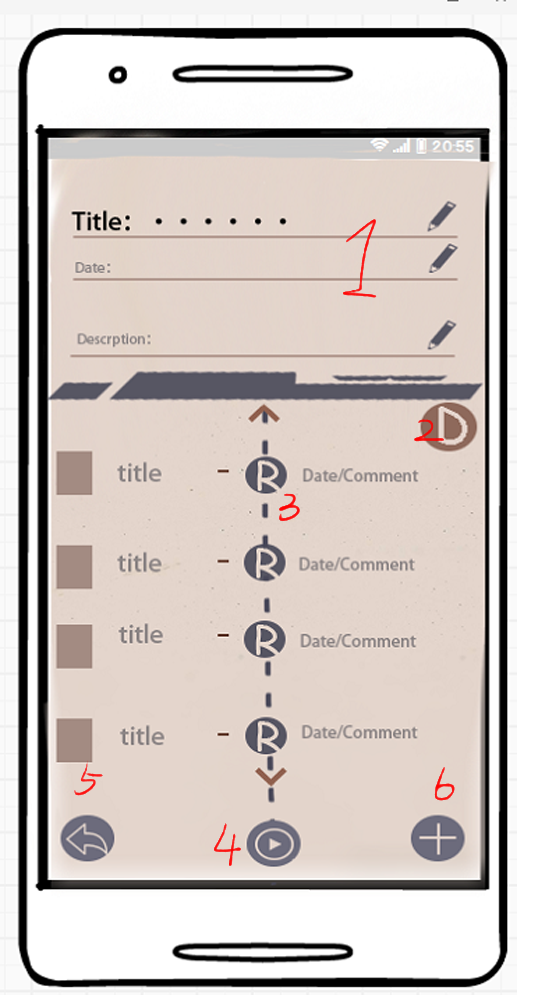 20:55
Title: . . . . . .
1
Date:
Descrption:
2 D
title - R Date/Comment
3
title - R Date/Comment
title - R Date/Comment
title - R Date/Comment
5 6
4